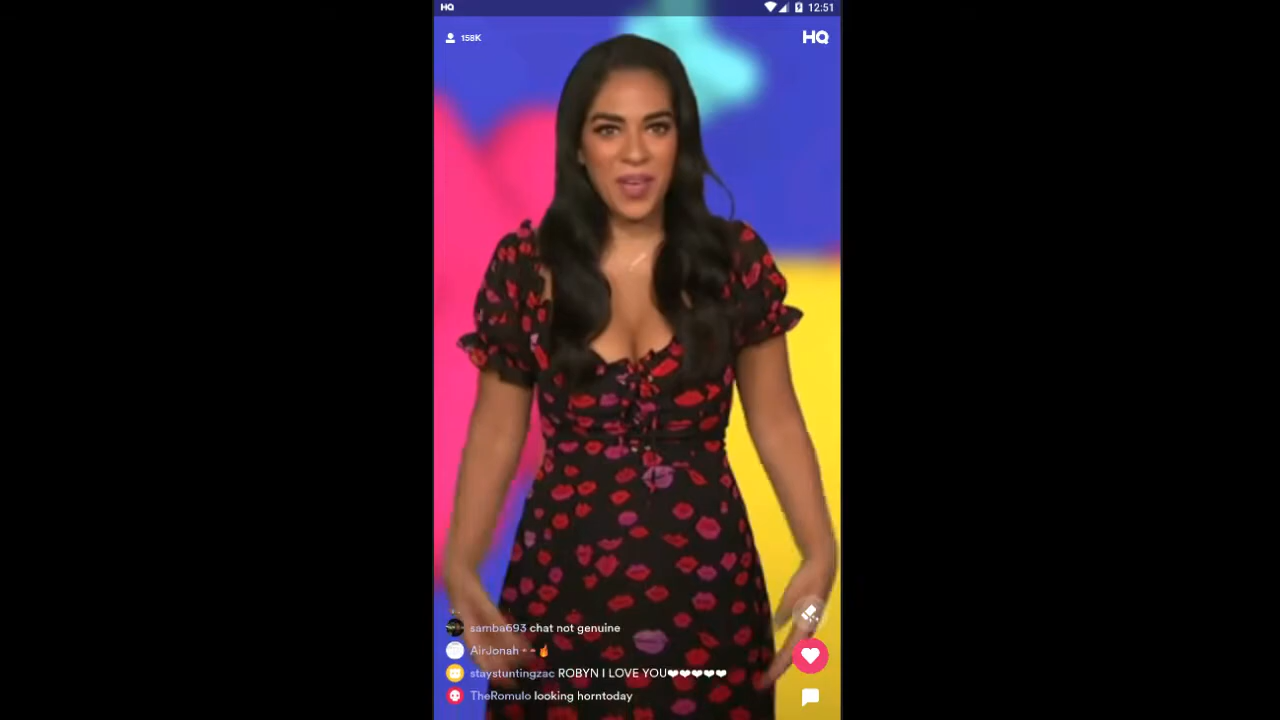 HQ
12:51
158K
HQ
samba693 chat not genuine
AirJonah
staystuntingzac ROBYN I LOVE YOU❤❤❤❤❤
TheRomulo looking horntoday